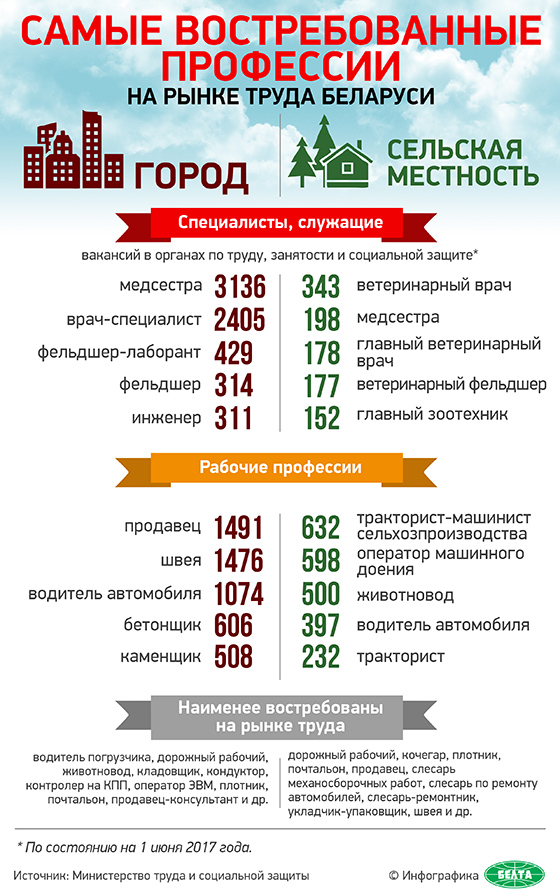 САМЫЕ ВОСТРЕБОВАННЫЕ
ПРОФЕССИИ
НА РЫНКЕ ТРУДА БЕЛАРУСИ
ГОРОД
СЕЛЬСКАЯ
МЕСТНОСТЬ
Специалисты, служащие
вакансий в органах по труду, занятости и социальной защите*
медсестра 3136
343 ветеринарный врач
врач-специалист 2405
198 медсестра
фельдшер-лаборант 429
178 главный ветеринарный
врач
фельдшер 314
177 ветеринарный фельдшер
инженер 311
152 главный зоотехник
Рабочие профессии
продавец 1491
632 тракторист-машинист
сельхозпроизводства
швея 1476
598 оператор машинного
доения
водитель автомобиля 1074
500 животновод
бетонщик 606
397 водитель автомобиля
каменщик 508
232 тракторист
Наименее востребованы
на рынке труда
водитель погрузчика, дорожный рабочий,
животновод, кладовщик, кондуктор,
контролер на КПП, оператор ЭВМ, плотник,
почтальон, продавец-консультант и др.
дорожный рабочий, кочегар, плотник,
почтальон, продавец, слесарь
механосборочных работ, слесарь по ремонту
автомобилей, слесарь-ремонтник,
укладчик-упаковщик, швея и др.
* По состоянию на 1 июня 2017 года.
Источник: Министерство труда и социальной защиты
© Инфографика
БЕЛТА